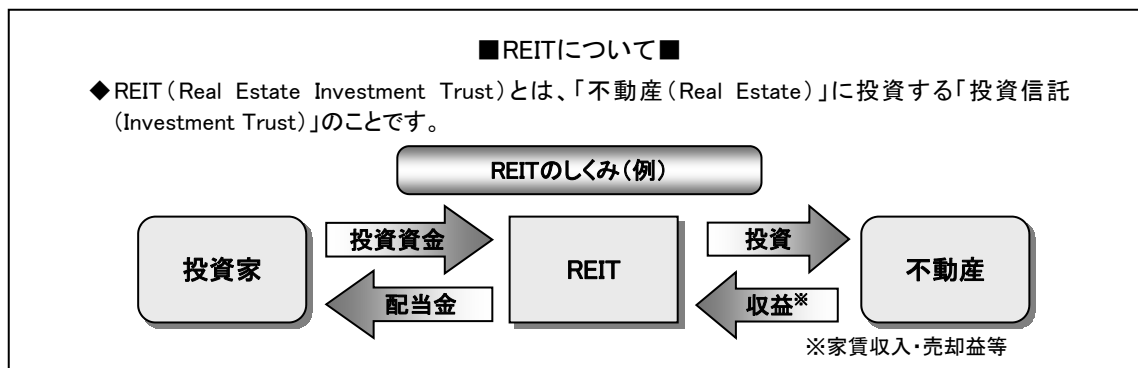 ■REITについて■
◆REIT(Real Estate Investment Trust)とは、「不動産(Real Estate)」に投資する「投資信託
(Investment Trust)」のことです。
REITのしくみ(例)
投資家
投資資金
配当金
REIT
投資
収益※
不動産
※家賃収入・売却益等